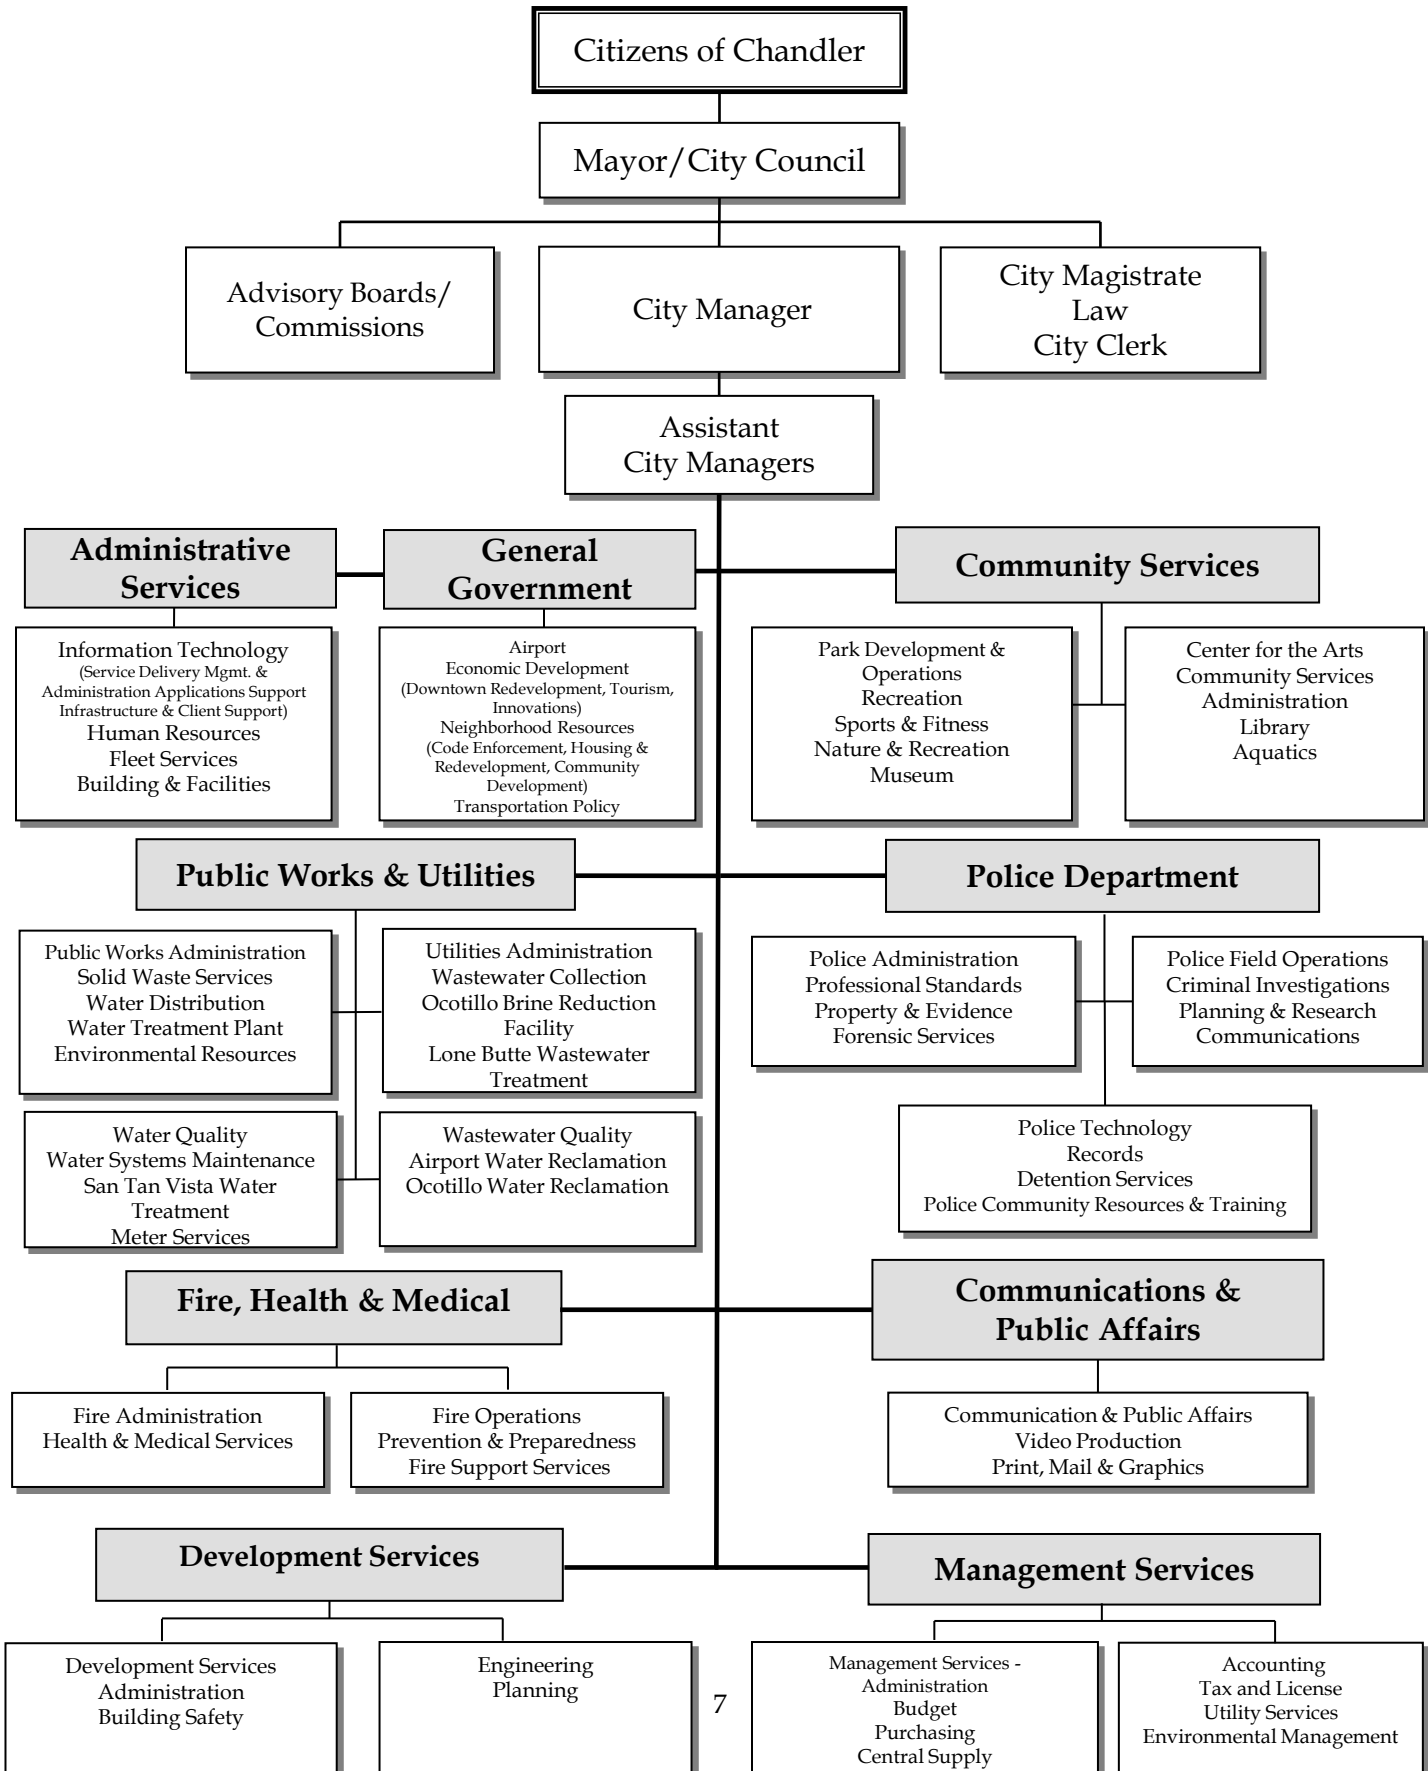 Citizens of Chandler
Mayor/City Council
Advisory Boards/
Commissions
City Manager
City Magistrate
Law
City Clerk
Assistant
City Managers
Administrative
Services
General
Government
Community Services
Information Technology
(Service Delivery Mgmt. &
Administration Applications Support
Infrastructure & Client Support)
Human Resources
Fleet Services
Building & Facilities
Airport
Economic Development
(Downtown Redevelopment, Tourism,
Innovations)
Neighborhood Resources
(Code Enforcement, Housing &
Redevelopment, Community
Development)
Transportation Policy
Park Development &
Operations
Recreation
Sports & Fitness
Nature & Recreation
Museum
Center for the Arts
Community Services
Administration
Library
Aquatics
Public Works & Utilities
Police Department
Public Works Administration
Solid Waste Services
Water Distribution
Water Treatment Plant
Environmental Resources
Utilities Administration
Wastewater Collection
Ocotillo Brine Reduction
Facility
Lone Butte Wastewater
Treatment
Police Administration
Professional Standards
Property & Evidence
Forensic Services
Police Field Operations
Criminal Investigations
Planning & Research
Communications
Water Quality
Water Systems Maintenance
San Tan Vista Water
Treatment
Meter Services
Wastewater Quality
Airport Water Reclamation
Ocotillo Water Reclamation
Police Technology
Records
Detention Services
Police Community Resources & Training
Fire, Health & Medical
Communications &
Public Affairs
Fire Administration
Health & Medical Services
Fire Operations
Prevention & Preparedness
Fire Support Services
Communication & Public Affairs
Video Production
Print, Mail & Graphics
Development Services
Management Services
Development Services
Administration
Building Safety
Engineering
Planning
7
Management Services -
Administration
Budget
Purchasing
Central Supply
Accounting
Tax and License
Utility Services
Environmental Management